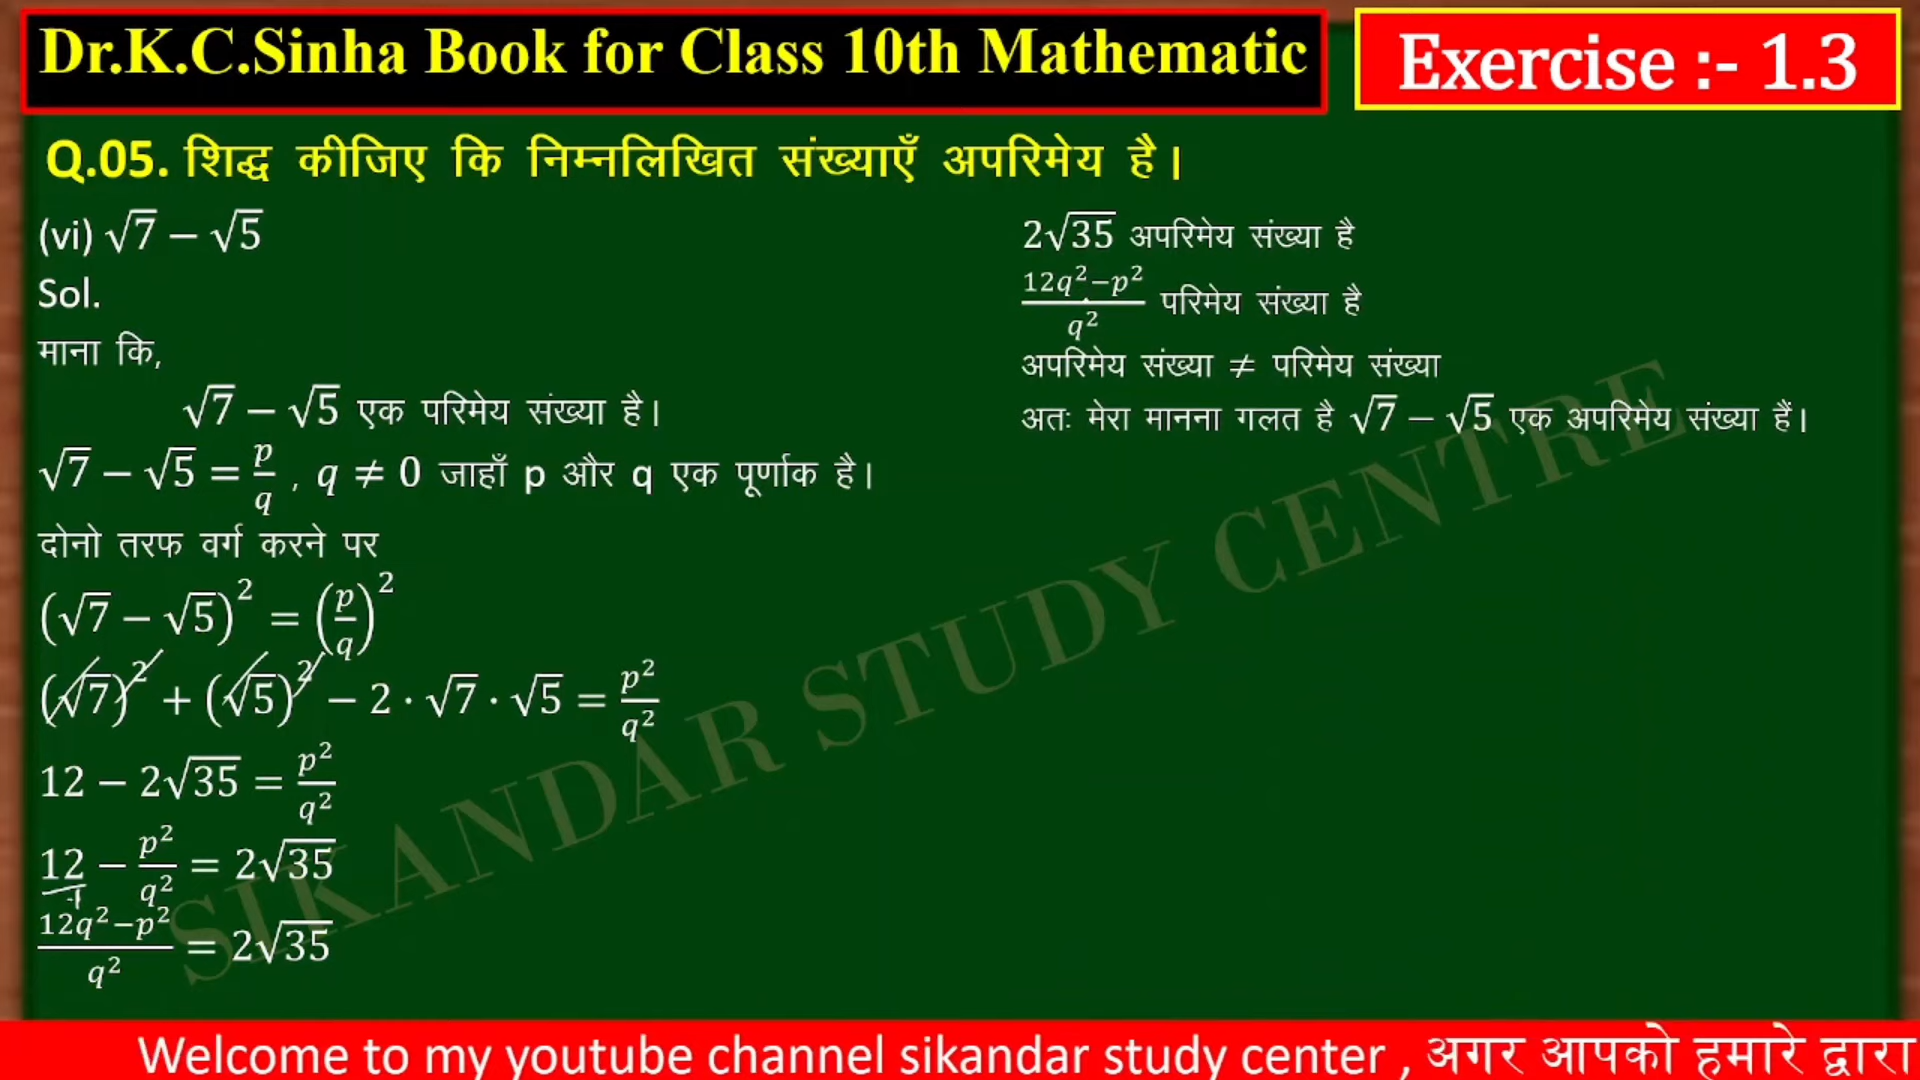 Dr.K.C.Sinha Book for Class 10th Mathematic
Exercise :- 1.3
Q.05. शिद्ध कीजिए कि निम्नलिखित संख्याएँ अपरिमेय है।
(vi) √7 − √5
Sol.
माना कि,
√7 − √5 एक परिमेय संख्या है।
√7 − √5 = p/q , q ≠ 0 जाहाँ p और q एक पूर्णाक है।
दोनो तरफ वर्ग करने पर
(√7 − √5)² = (p/q)²
(√7)² + (√5)² − 2 · √7 · √5 = p²/q²
12 − 2√35 = p²/q²
12 − p²/q² = 2√35
1
12q²−p²/q² = 2√35
2√35 अपरिमेय संख्या है
12q²−p²/q² परिमेय संख्या है
अपरिमेय संख्या ≠ परिमेय संख्या
अतः मेरा मानना गलत है √7 − √5 एक अपरिमेय संख्या हैं।
SIKANDAR STUDY CENTRE
Welcome to my youtube channel sikandar study center , अगर आपको हमारे द्वारा